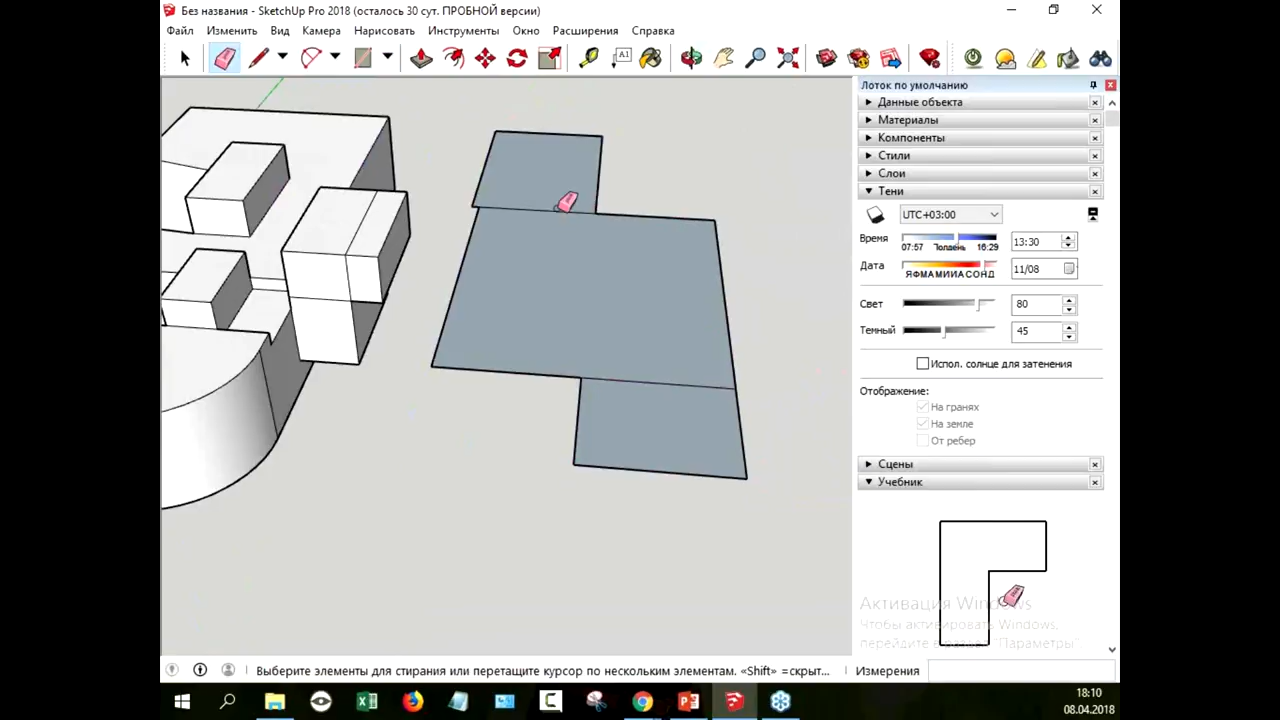 Без названия - SketchUp Pro 2018 (осталось 30 сут. ПРОБНОЙ версии)
Файл Изменить Вид Камера Нарисовать Инструменты Окно Расширения Справка
A1
Лоток по умолчанию
Данные объекта
Материалы
Компоненты
Стили
Слои
Тени
UTC+03:00
Время 07:57 Полдень 16:29 13:30
Дата Я Ф М А М И И А С О Н Д 11/08
Свет 80
Темный 45
Испол. солнце для затенения
Отображение:
На гранях
На земле
От ребер
Сцены
Учебник
Активация Windows
Чтобы активировать Windows,
перейдите в раздел "Параметры"
Выберите элементы для стирания или перетащите курсор по нескольким элементам. «Shift» =скрыт... Измерения
18:10
08.04.2018